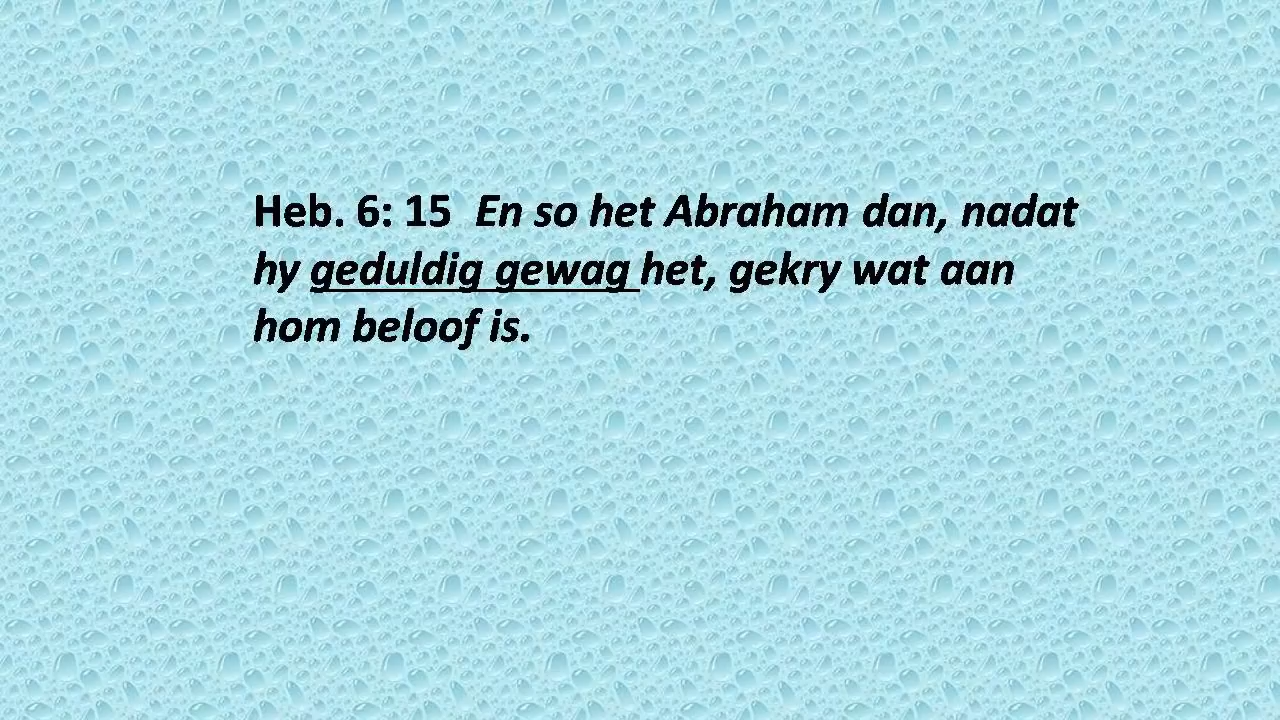 Heb. 6: 15  En so het Abraham dan, nadat
hy geduldig gewag het, gekry wat aan
hom beloof is.